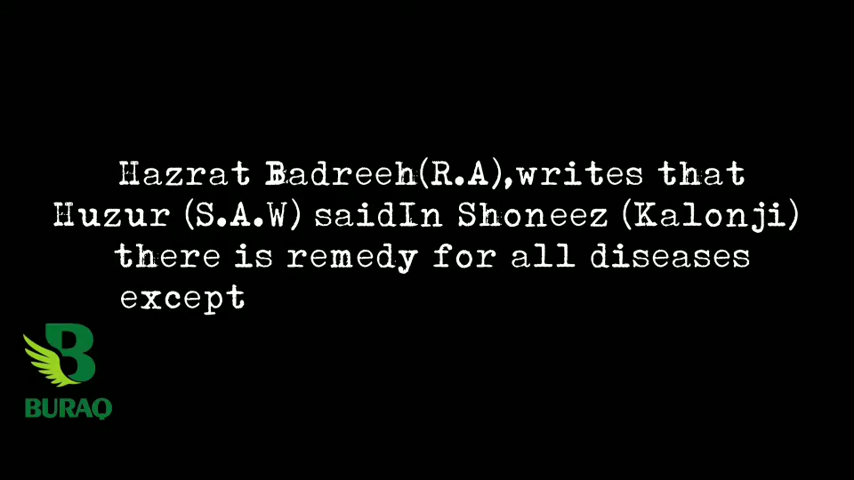 Hazrat Badreeh(R.A),writes that
Huzur (S.A.W) saidIn Shoneez (Kalonji)
there is remedy for all diseases
except
B
BURAQ